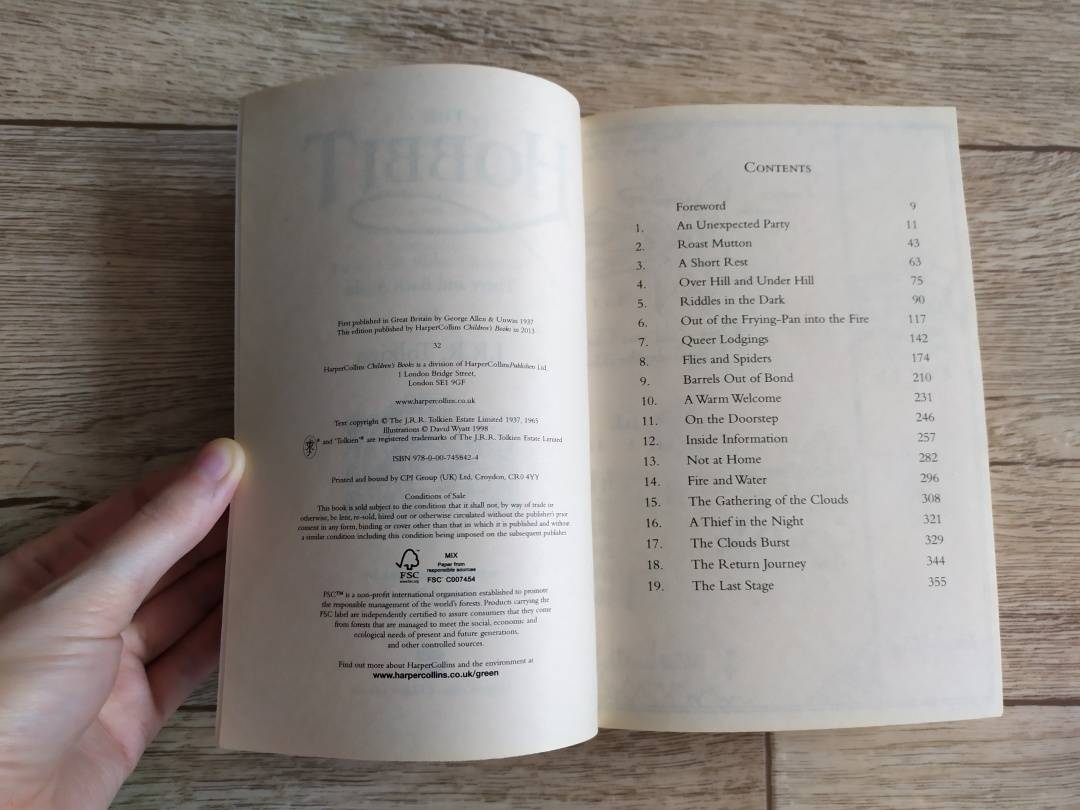 HOBBIT
First published in Great Britain by George Allen & Unwin 1937
This edition published by HarperCollins Children's Books in 2013
32
HarperCollins Children's Books is a division of HarperCollinsPublishers Ltd,
1 London Bridge Street,
London SE1 9GF
www.harpercollins.co.uk
Text copyright © The J.R.R. Tolkien Estate Limited 1937, 1965
Illustrations © David Wyatt 1998
® and 'Tolkien'® are registered trademarks of The J.R.R. Tolkien Estate Limited
ISBN 978-0-00-745842-4
Printed and bound by CPI Group (UK) Ltd, Croydon, CR0 4YY
Conditions of Sale
This book is sold subject to the condition that it shall not, by way of trade or
otherwise, be lent, re-sold, hired out or otherwise circulated without the publisher's prior
consent in any form, binding or cover other than that in which it is published and without
a similar condition including this condition being imposed on the subsequent publisher
FSC
www.fsc.org
MIX
Paper from
responsible sources
FSC® C007454
FSC™ is a non-profit international organisation established to promote
the responsible management of the world's forests. Products carrying the
FSC label are independently certified to assure consumers that they come
from forests that are managed to meet the social, economic and
ecological needs of present and future generations,
and other controlled sources.
Find out more about HarperCollins and the environment at
www.harpercollins.co.uk/green
CONTENTS
Foreword 9
1. An Unexpected Party 11
2. Roast Mutton 43
3. A Short Rest 63
4. Over Hill and Under Hill 75
5. Riddles in the Dark 90
6. Out of the Frying-Pan into the Fire 117
7. Queer Lodgings 142
8. Flies and Spiders 174
9. Barrels Out of Bond 210
10. A Warm Welcome 231
11. On the Doorstep 246
12. Inside Information 257
13. Not at Home 282
14. Fire and Water 296
15. The Gathering of the Clouds 308
16. A Thief in the Night 321
17. The Clouds Burst 329
18. The Return Journey 344
19. The Last Stage 355